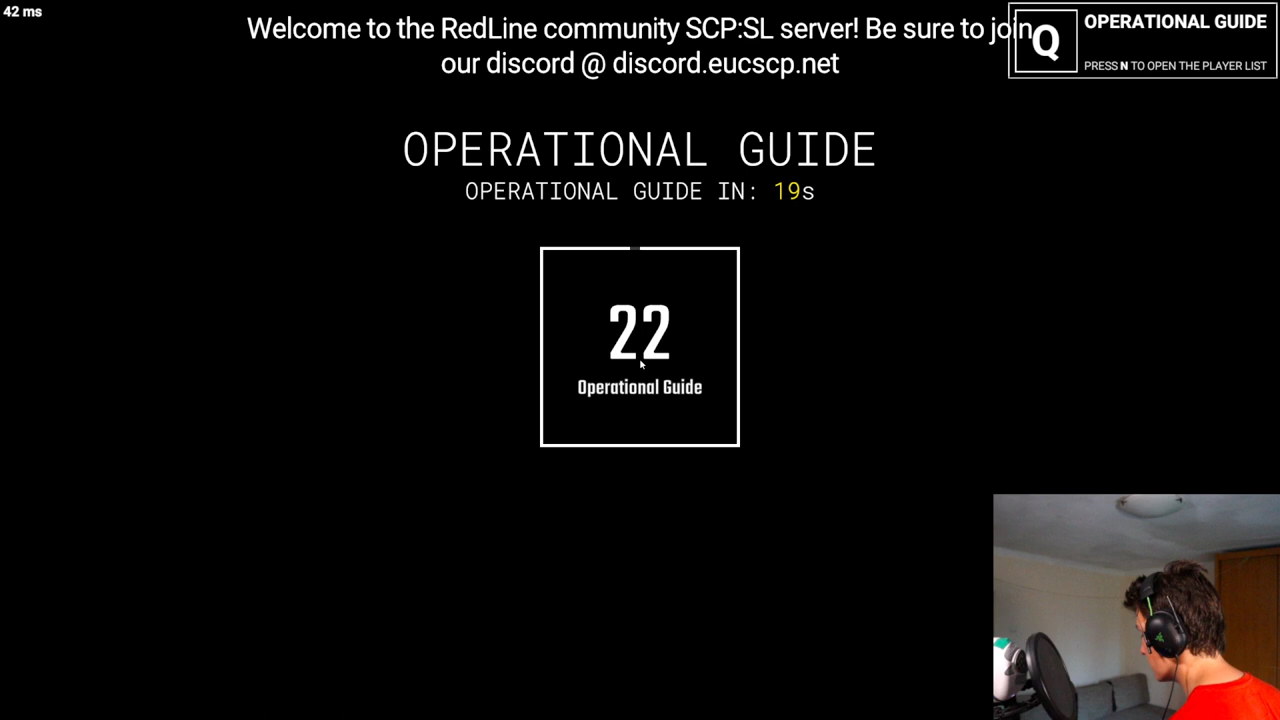 42 ms
Welcome to the RedLine community SCP:SL server! Be sure to join
our discord @ discord.eucscp.net
Q
OPERATIONAL GUIDE
PRESS N TO OPEN THE PLAYER LIST
OPERATIONAL GUIDE
OPERATIONAL GUIDE IN: 19s
22
Operational Guide